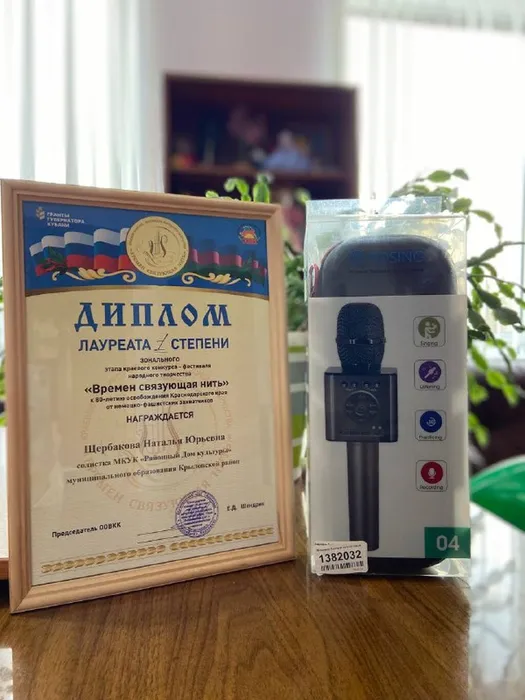 ГРАНТЫ
ГУБЕРНАТОРА
КУБАНИ
ДИПЛОМ
ЛАУРЕАТА I СТЕПЕНИ
ЗОНАЛЬНОГО
этапа краевого конкурса – фестиваля
народного творчества
«Времен связующая нить»
к 80-летию освобождения Краснодарского края
от немецко-фашистских захватчиков
НАГРАЖДАЕТСЯ
Щербакова Наталья Юрьевна
солистка МКУК «Районный Дом культуры»
муниципального образования Крыловский район
Председатель ООВКК
Е.Д. Шендрик
Singing
Listening
Practising
Recording
04
1382032